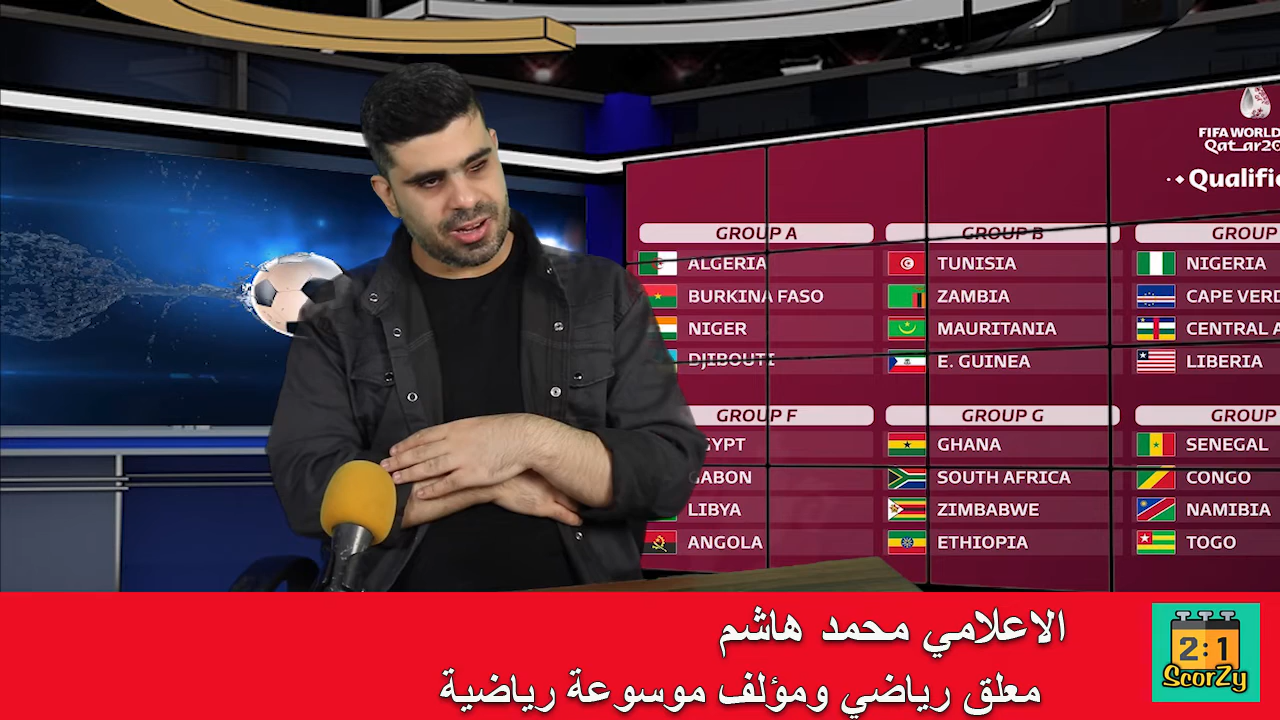 FIFA WORLD
Qualifi
GROUP A
ALGERIA
BURKINA FASO
NIGER
DJIBOUTI
GROUP B
TUNISIA
ZAMBIA
MAURITANIA
E. GUINEA
GROUP
NIGERIA
CAPE VERD
CENTRAL A
LIBERIA
GROUP F
GYPT
GABON
LIBYA
ANGOLA
GROUP G
GHANA
SOUTH AFRICA
ZIMBABWE
ETHIOPIA
GROUP
SENEGAL
CONGO
NAMIBIA
TOGO
الاعلامي محمد هاشم
معلق رياضي ومؤلف موسوعة رياضية
2:1
ScorZy